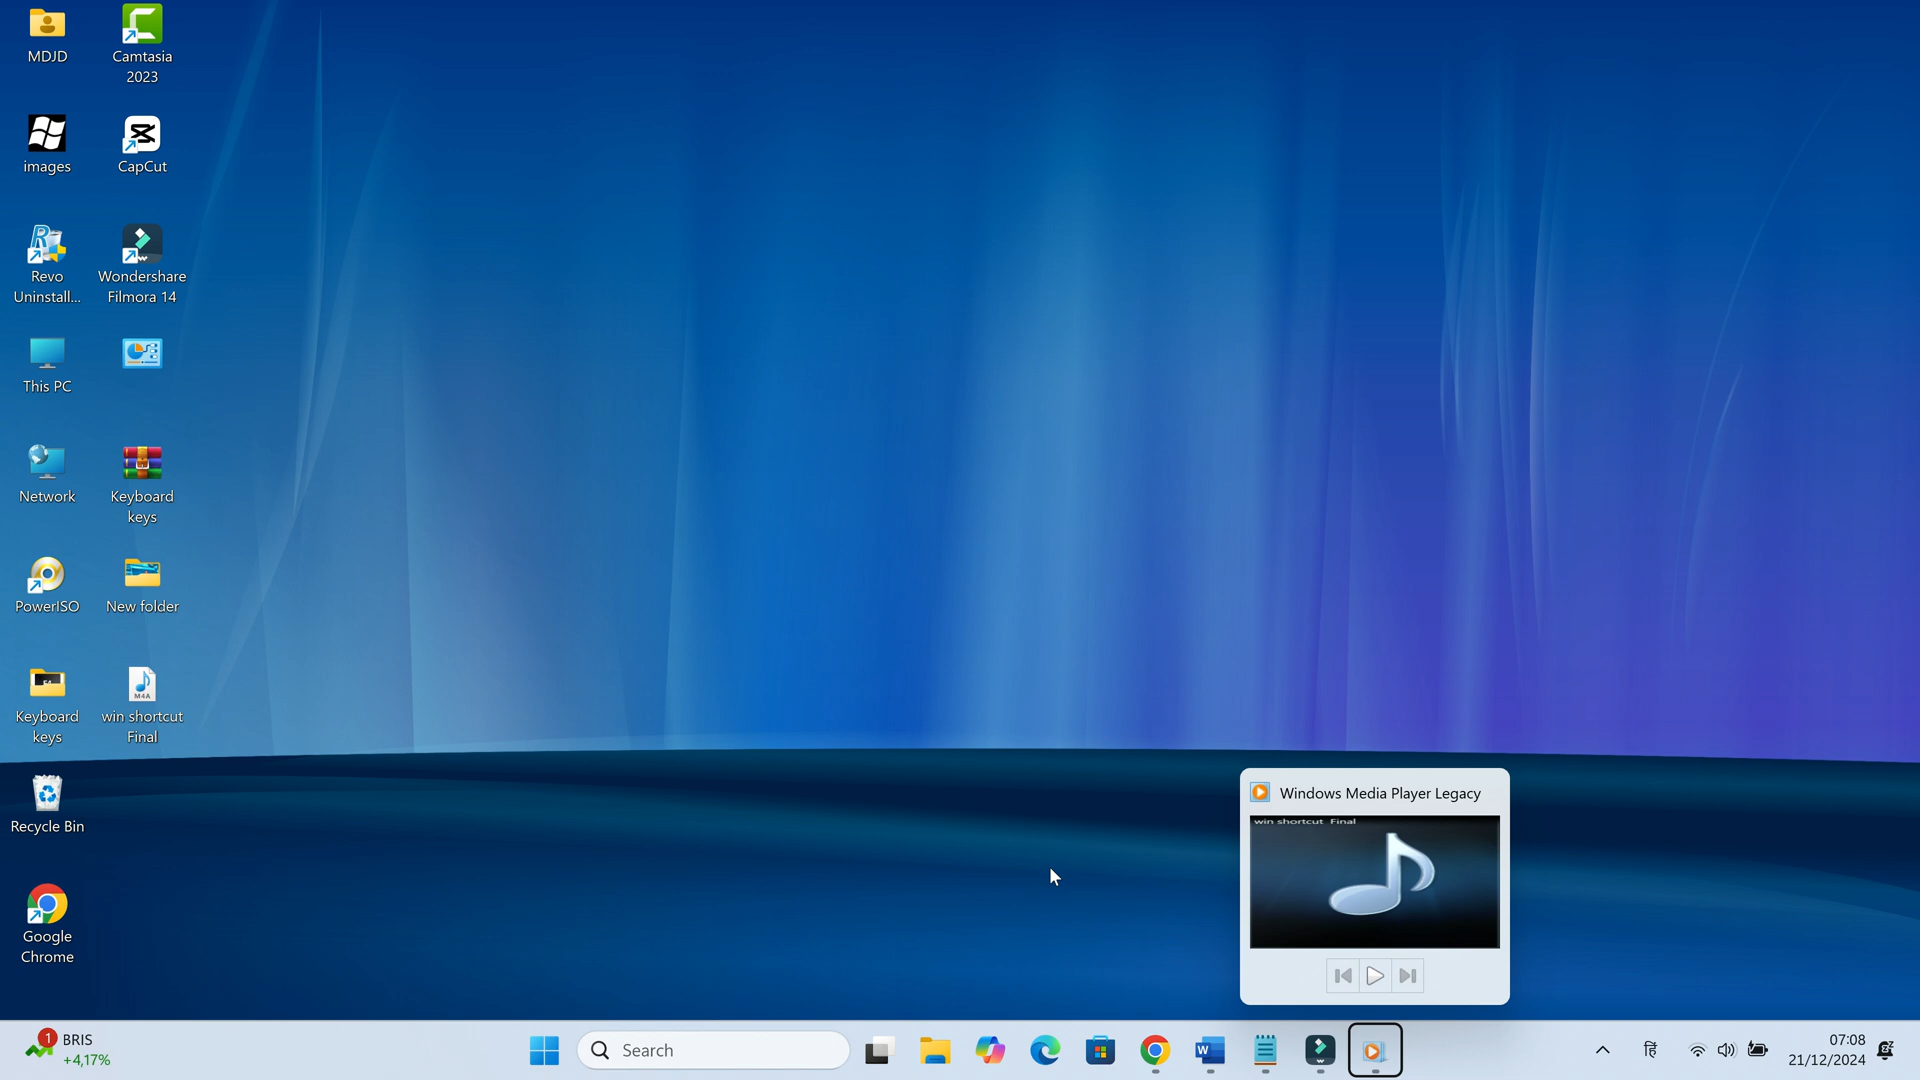 MDJD
Camtasia
2023
images
CapCut
Revo
Uninstall...
Wondershare
Filmora 14
This PC
Network
Keyboard
keys
PowerISO
New folder
Keyboard
keys
M4A
win shortcut
Final
Recycle Bin
Google
Chrome
Windows Media Player Legacy
win shortcut Final
1
BRIS
+4,17%
Search
W
हिं
07:08
21/12/2024